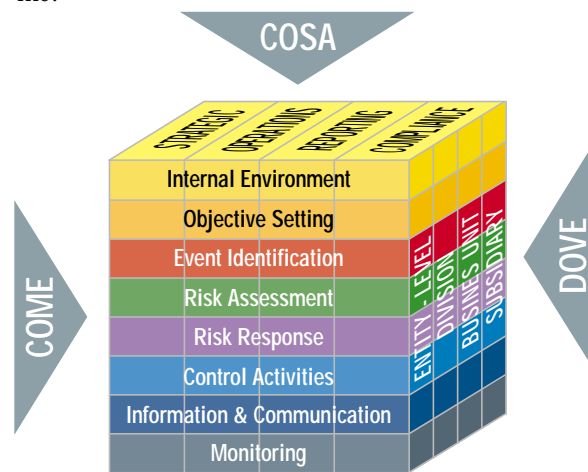 COSA
STRATEGIC
OPERATIONS
REPORTING
COMPLIANCE
Internal Environment
Objective Setting
Event Identification
Risk Assessment
Risk Response
Control Activities
Information & Communication
Monitoring
ENTITY - LEVEL
DIVISION
BUSINES UNIT
SUBSIDIARY
COME
DOVE